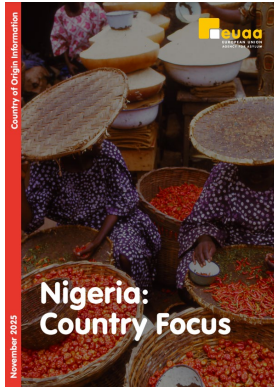 Country of Origin Information
euaa
EUROPEAN UNION
AGENCY FOR ASYLUM
Nigeria:
Country Focus
November 2025